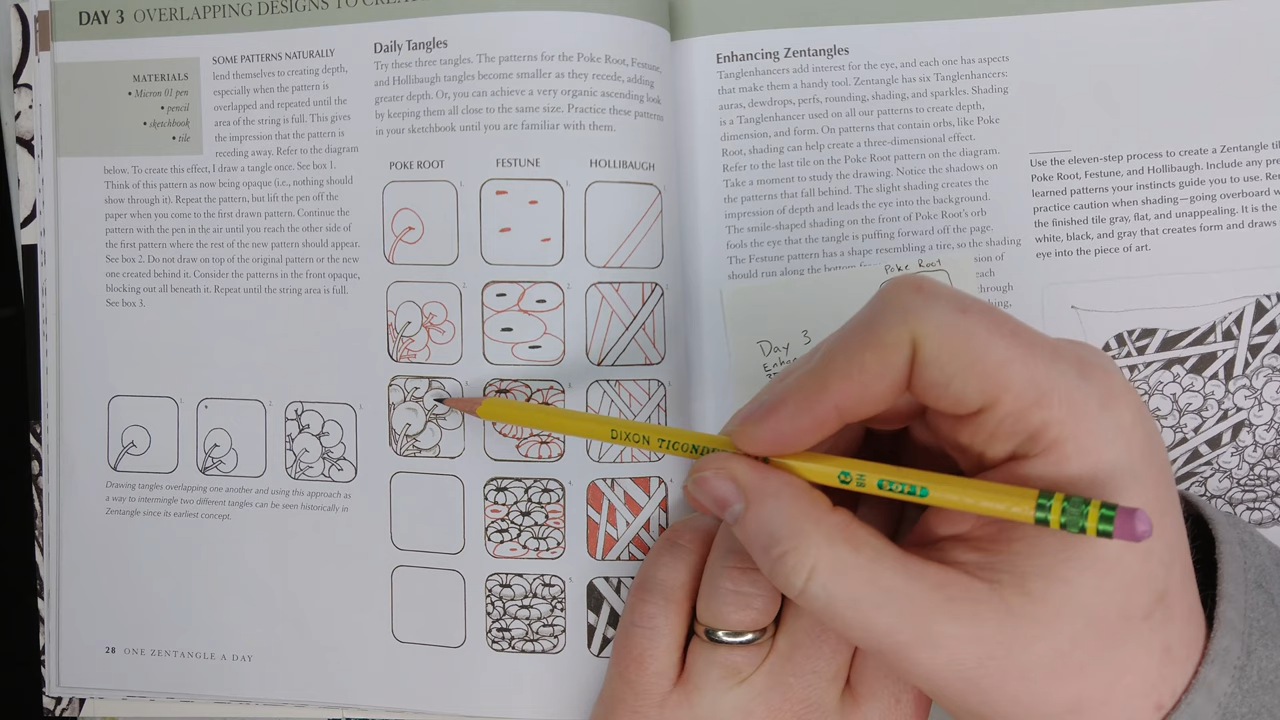 DAY 3 OVERLAPPING DESIGNS TO
MATERIALS
• Micron 01 pen
• pencil
• sketchbook
• tile
SOME PATTERNS NATURALLY
lend themselves to creating depth,
especially when the pattern is
overlapped and repeated until the
area of the string is full. This gives
the impression that the pattern is
receding away. Refer to the diagram
below. To create this effect, I draw a tangle once. See box 1.
Think of this pattern as now being opaque (i.e., nothing should
show through it). Repeat the pattern, but lift the pen off the
paper when you come to the first drawn pattern. Continue the
pattern with the pen in the air until you reach the other side of
the first pattern where the rest of the new pattern should appear.
See box 2. Do not draw on top of the original pattern or the new
one created behind it. Consider the patterns in the front opaque,
blocking out all beneath it. Repeat until the string area is full.
See box 3.
1.
2.
3.
Drawing tangles overlapping one another and using this approach as
a way to intermingle two different tangles can be seen historically in
Zentangle since its earliest concept.
28 ONE ZENTANGLE A DAY
Daily Tangles
Try these three tangles. The patterns for the Poke Root, Festune,
and Hollibaugh tangles become smaller as they recede, adding
greater depth. Or, you can achieve a very organic ascending look
by keeping them all close to the same size. Practice these patterns
in your sketchbook until you are familiar with them.
POKE ROOT FESTUNE HOLLIBAUGH
Enhancing Zentangles
Tanglenhancers add interest for the eye, and each one has aspects
that make them a handy tool. Zentangle has six Tanglenhancers:
auras, dewdrops, perfs, rounding, shading, and sparkles. Shading
is a Tanglenhancer used on all our patterns to create depth,
dimension, and form. On patterns that contain orbs, like Poke
Root, shading can help create a three-dimensional effect.
Refer to the last tile on the Poke Root pattern on the diagram.
Take a moment to study the drawing. Notice the shadows on
the patterns that fall behind. The slight shading creates the
impression of depth and leads the eye into the background.
The smile-shaped shading on the front of Poke Root's orb
fools the eye that the tangle is puffing forward off the page.
The Festune pattern has a shape resembling a tire, so the shading
should run along the bottom
Poke Root
Day 3
Use the eleven-step process to create a Zentangle
Poke Root, Festune, and Hollibaugh. Include any
learned patterns your instincts guide you to use.
practice caution when shading—going overboard
the finished tile gray, flat, and unappealing. It is the
white, black, and gray that creates form and draws
eye into the piece of art.